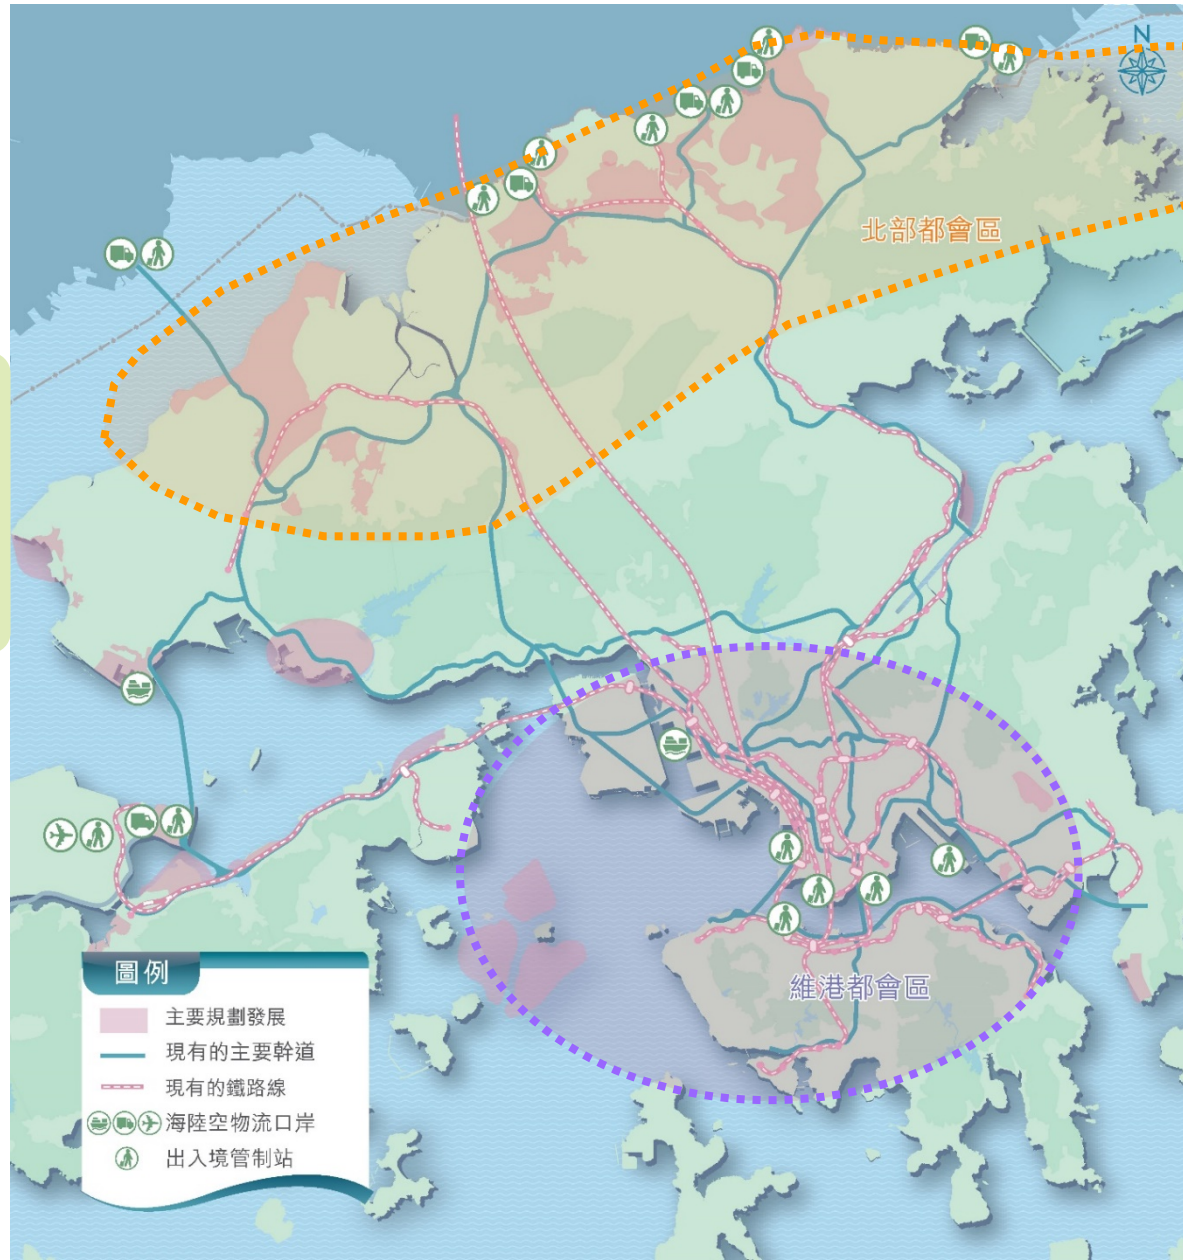 N
北部都會區
維港都會區
圖例
主要規劃發展
現有的主要幹道
現有的鐵路線
海陸空物流口岸
出入境管制站